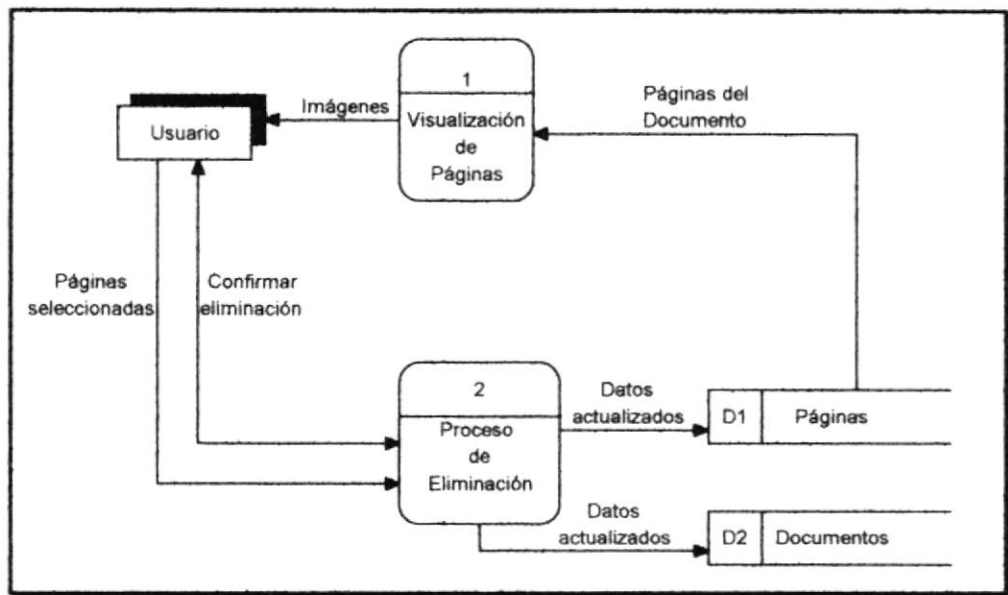 1
Visualización
de
Páginas
Imágenes
Usuario
Páginas del
Documento
Páginas
seleccionadas
Confirmar
eliminación
2
Proceso
de
Eliminación
Datos
actualizados
D1
Páginas
Datos
actualizados
D2
Documentos